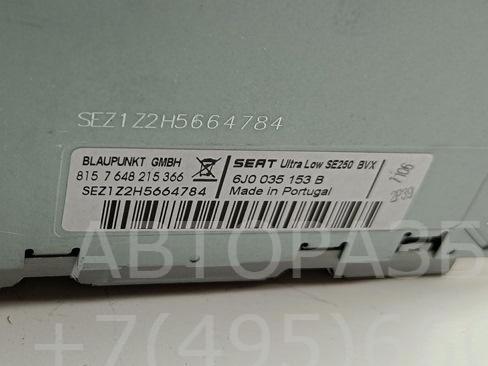 SEZ1Z2H5664784
BLAUPUNKT GMBH
815 7 648 215 366
SEZ1Z2H5664784
SEAT Ultra Low SE250 BVX
6J0 035 153 B
Made in Portugal
1106
2P39
АВТОРАЗБ
+7(495)6